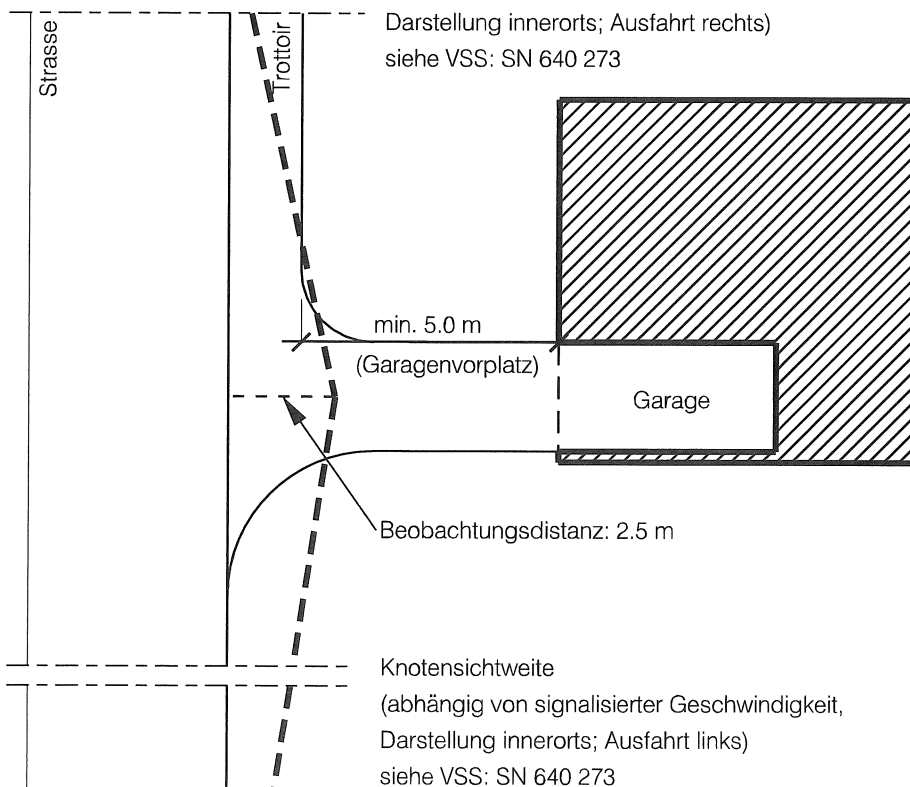 Darstellung innerorts; Ausfahrt rechts)
siehe VSS: SN 640 273
Strasse
Trottoir
min. 5.0 m
(Garagenvorplatz)
Garage
Beobachtungsdistanz: 2.5 m
Knotensichtweite
(abhängig von signalisierter Geschwindigkeit,
Darstellung innerorts; Ausfahrt links)
siehe VSS: SN 640 273